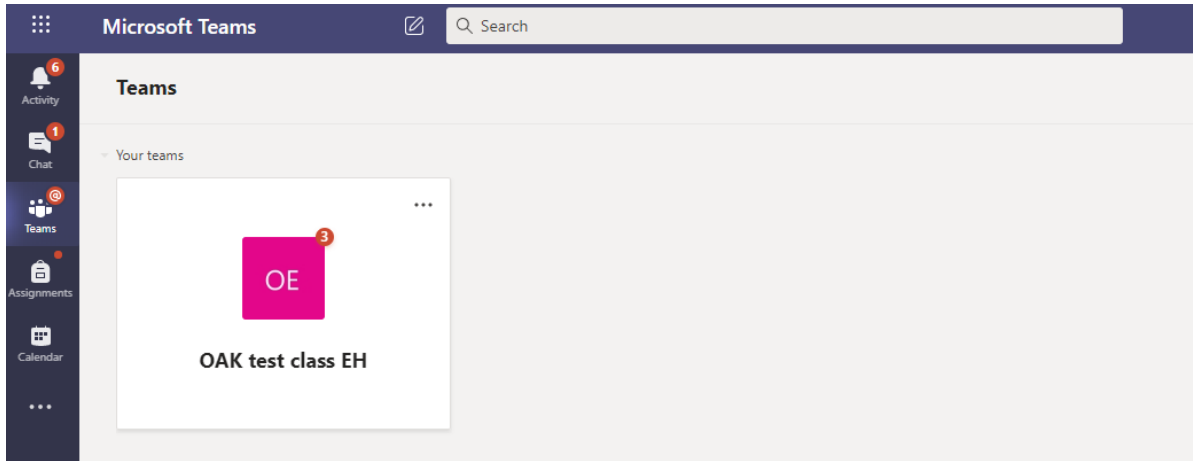 Microsoft Teams
Search
6
Activity
Teams
1
Chat
Your teams
@
Teams
3
OE
Assignments
Calendar
OAK test class EH